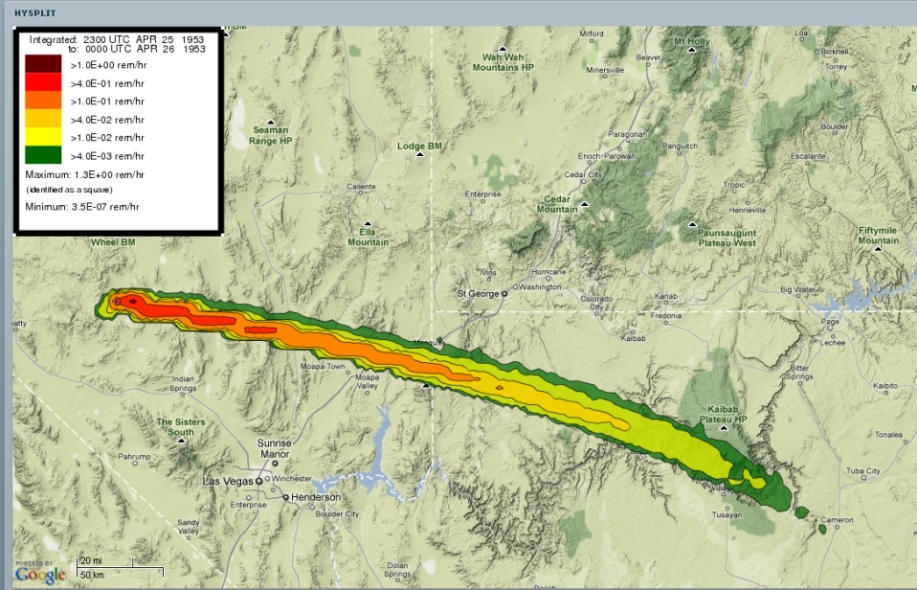 HYSPLIT
Integrated: 2300 UTC APR 25 1953
to: 0000 UTC APR 26 1953
>1.0E+00 rem/hr
>4.0E-01 rem/hr
>1.0E-01 rem/hr
>4.0E-02 rem/hr
>1.0E-02 rem/hr
>4.0E-03 rem/hr
Maximum: 1.3E+00 rem/hr
(identified as a square)
Minimum: 3.5E-07 rem/hr
BM
Milford
Mt Holly
Loa
Bicknell
Torrey
Wah Wah
Mountains HP
Beaver
Minersville
Seaman
Range HP
Lodge BM
Paragonah
Enoch
Parowan
Panguitch
Boulder
Escalante
Cedar City
Caliente
Enterprise
Cedar
Mountain
Tropic
Henrieville
Ella
Mountain
Paunsaugunt
Plateau West
Fiftymile
Mountain
Wheel BM
Ivins
Hurricane
Washington
St George
Colorado
City
Kanab
Fredonia
Kaibab
Big Water
Page
Lechee
Moapa Town
Moapa
Valley
Indian
Springs
Bitter
Springs
Kaibito
The Sisters
South
Kaibab
Plateau HP
Tonalea
Sunrise
Manor
Pahrump
Las Vegas
Winchester
Henderson
Enterprise
Boulder City
Tuba City
Tusayan
Cameron
Sandy
Valley
Dolan
Springs
POWERED BY
Google
20 mi
50 km